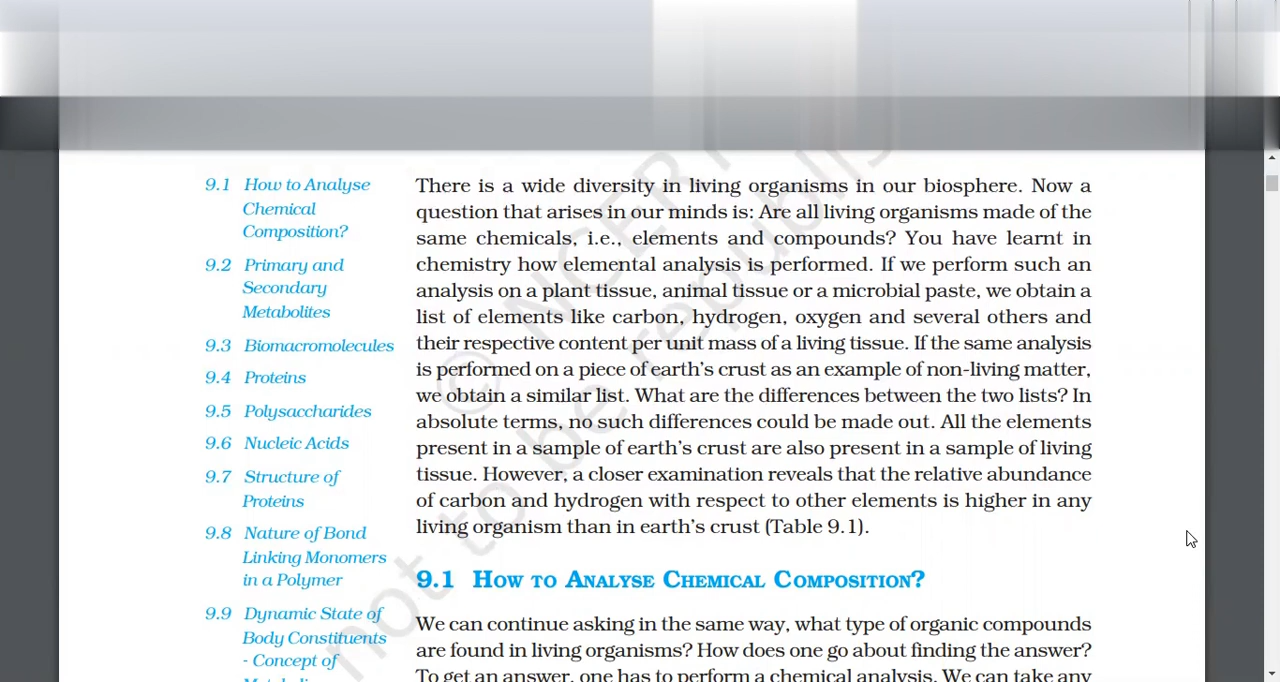 9.1 How to Analyse
Chemical
Composition?
9.2 Primary and
Secondary
Metabolites
9.3 Biomacromolecules
9.4 Proteins
9.5 Polysaccharides
9.6 Nucleic Acids
9.7 Structure of
Proteins
9.8 Nature of Bond
Linking Monomers
in a Polymer
9.9 Dynamic State of
Body Constituents
- Concept of
There is a wide diversity in living organisms in our biosphere. Now a
question that arises in our minds is: Are all living organisms made of the
same chemicals, i.e., elements and compounds? You have learnt in
chemistry how elemental analysis is performed. If we perform such an
analysis on a plant tissue, animal tissue or a microbial paste, we obtain a
list of elements like carbon, hydrogen, oxygen and several others and
their respective content per unit mass of a living tissue. If the same analysis
is performed on a piece of earth's crust as an example of non-living matter,
we obtain a similar list. What are the differences between the two lists? In
absolute terms, no such differences could be made out. All the elements
present in a sample of earth's crust are also present in a sample of living
tissue. However, a closer examination reveals that the relative abundance
of carbon and hydrogen with respect to other elements is higher in any
living organism than in earth's crust (Table 9.1).
9.1 How to Analyse Chemical Composition?
We can continue asking in the same way, what type of organic compounds
are found in living organisms? How does one go about finding the answer?
To get an answer, one has to perform a chemical analysis. We can take any
© NCERT
not to be republis